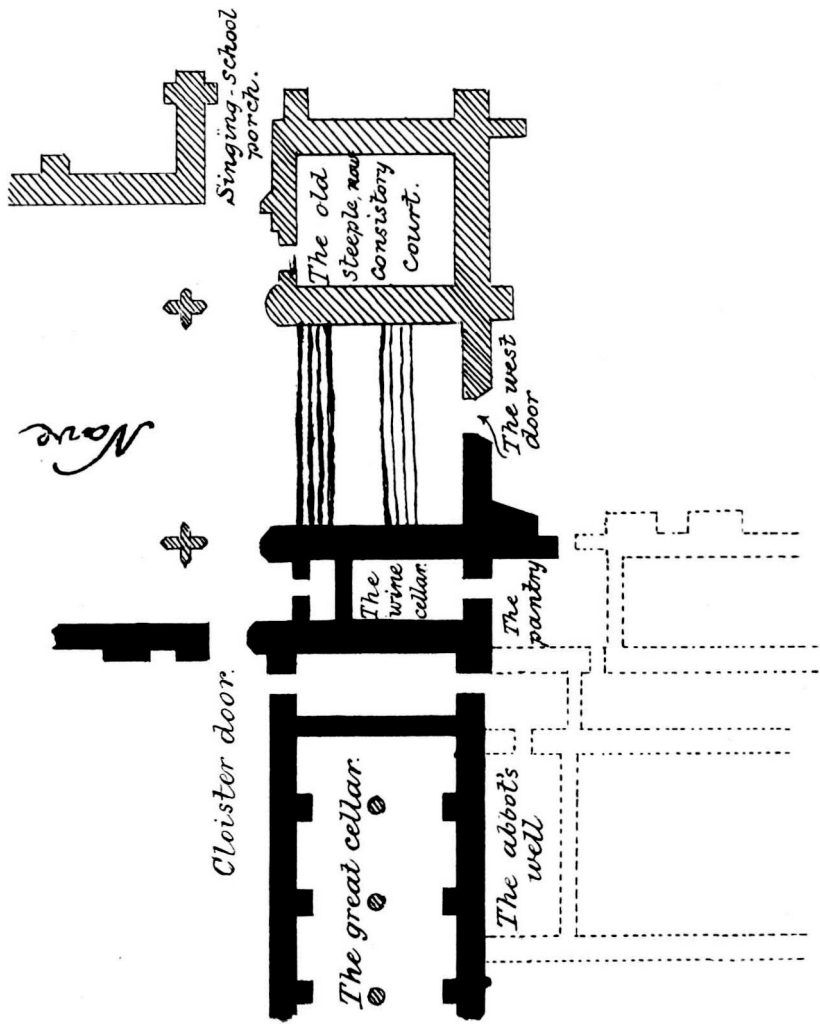 Singing-school
porch.
The old
steeple, now
consistory
court.
Nave
The west
door
The
wine
cellar.
The
pantry
Cloister door.
The great cellar.
The abbot's
well